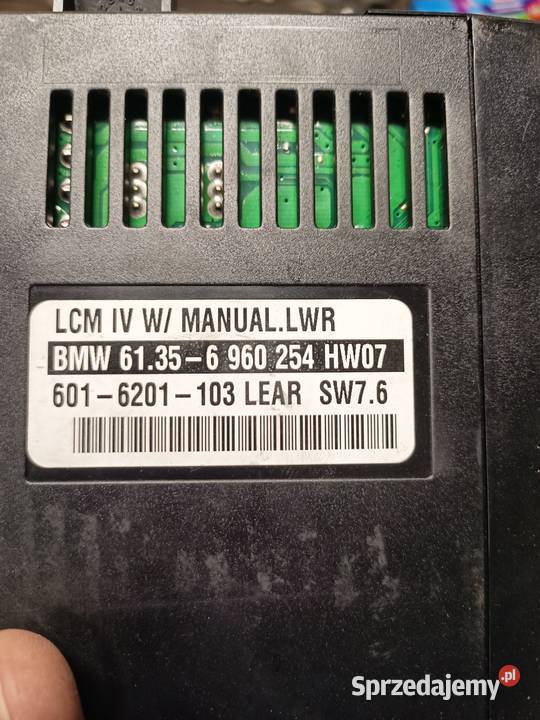 LCM IV W/ MANUAL.LWR
BMW 61.35-6 960 254 HW07
601-6201-103 LEAR SW7.6
Sprzedajemy.pl